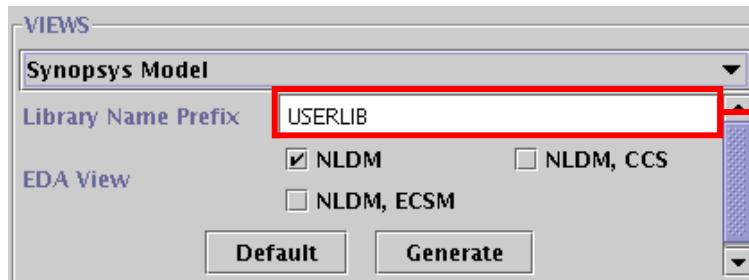 VIEWS
Synopsys Model
Library Name Prefix USERLIB
EDA View
NLDM NLDM, CCS
NLDM, ECSM
Default Generate